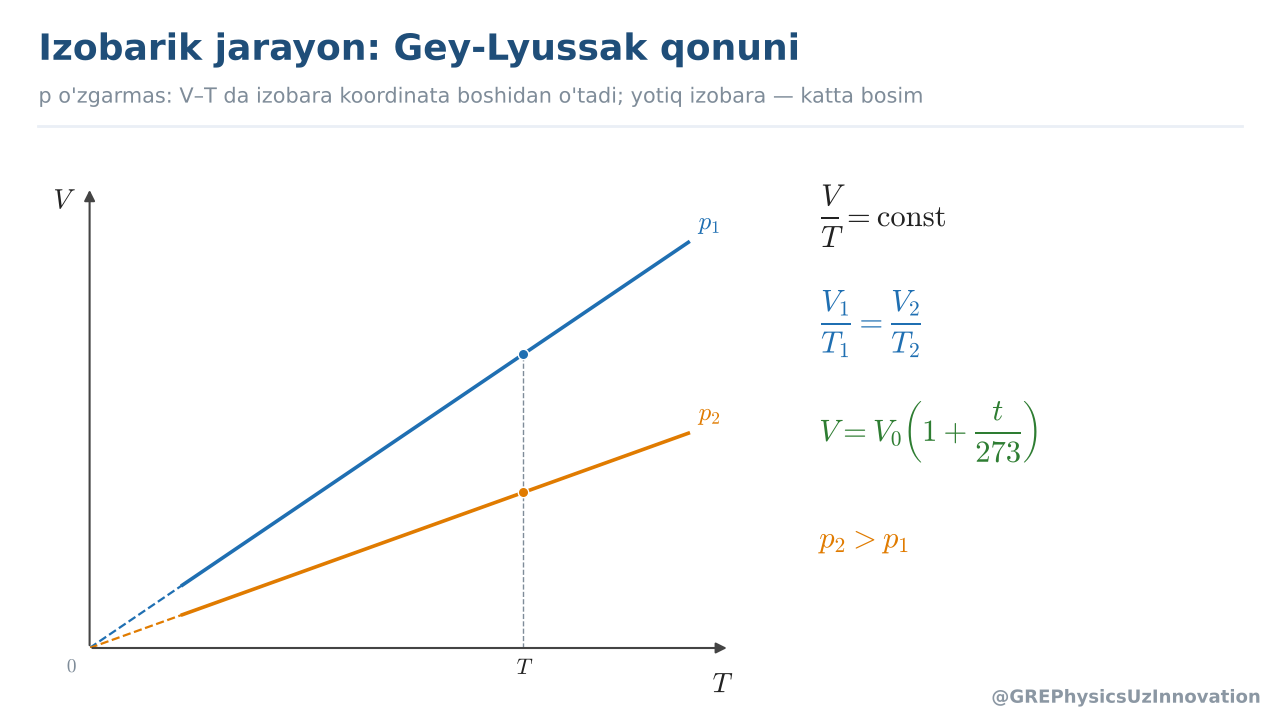 Izobarik jarayon: Gey-Lyussak qonuni
p o'zgarmas: V–T da izobara koordinata boshidan o'tadi; yotiq izobara — katta bosim
V
p₁
p₂
0
T
T
V/T = const
V₁/T₁ = V₂/T₂
V = V₀(1 + t/273)
p₂ > p₁
@GREPhysicsUzInnovation